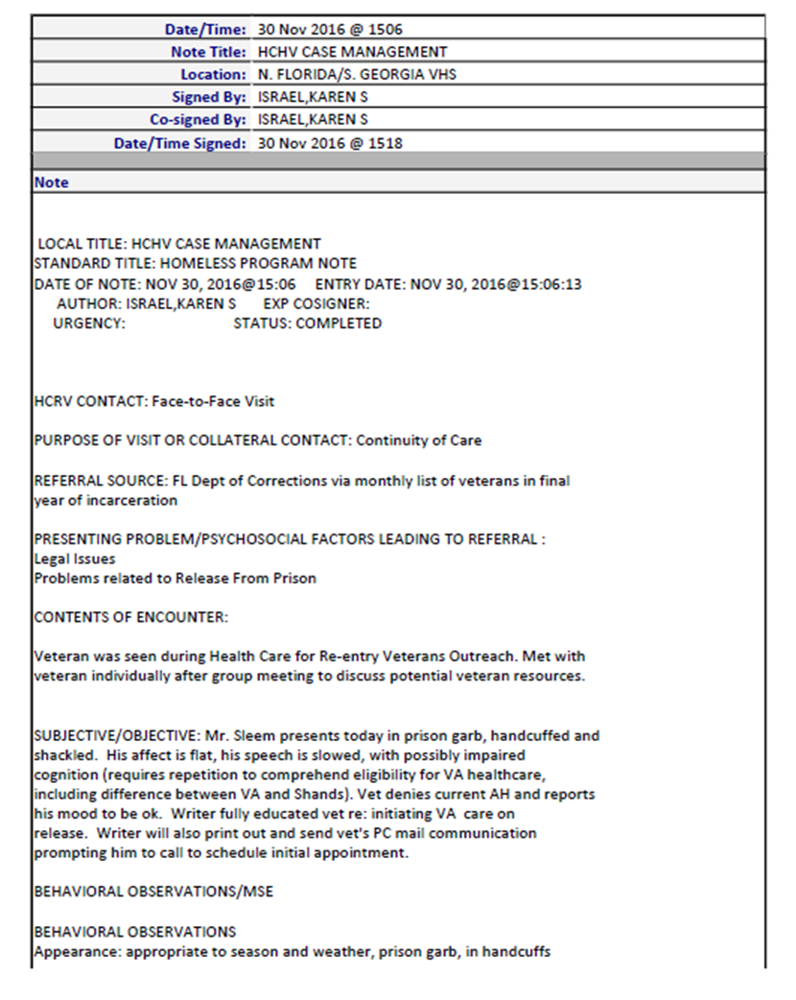 Date/Time: 30 Nov 2016 @ 1506
Note Title: HCHV CASE MANAGEMENT
Location: N. FLORIDA/S. GEORGIA VHS
Signed By: ISRAEL,KAREN S
Co-signed By: ISRAEL,KAREN S
Date/Time Signed: 30 Nov 2016 @ 1518
Note
LOCAL TITLE: HCHV CASE MANAGEMENT
STANDARD TITLE: HOMELESS PROGRAM NOTE
DATE OF NOTE: NOV 30, 2016@15:06 ENTRY DATE: NOV 30, 2016@15:06:13
AUTHOR: ISRAEL,KAREN S EXP COSIGNER:
URGENCY: STATUS: COMPLETED
HCRV CONTACT: Face-to-Face Visit
PURPOSE OF VISIT OR COLLATERAL CONTACT: Continuity of Care
REFERRAL SOURCE: FL Dept of Corrections via monthly list of veterans in final
year of incarceration
PRESENTING PROBLEM/PSYCHOSOCIAL FACTORS LEADING TO REFERRAL :
Legal Issues
Problems related to Release From Prison
CONTENTS OF ENCOUNTER:
Veteran was seen during Health Care for Re-entry Veterans Outreach. Met with
veteran individually after group meeting to discuss potential veteran resources.
SUBJECTIVE/OBJECTIVE: Mr. Sleem presents today in prison garb, handcuffed and
shackled. His affect is flat, his speech is slowed, with possibly impaired
cognition (requires repetition to comprehend eligibility for VA healthcare,
including difference between VA and Shands). Vet denies current AH and reports
his mood to be ok. Writer fully educated vet re: initiating VA care on
release. Writer will also print out and send vet's PC mail communication
prompting him to call to schedule initial appointment.
BEHAVIORAL OBSERVATIONS/MSE
BEHAVIORAL OBSERVATIONS
Appearance: appropriate to season and weather, prison garb, in handcuffs